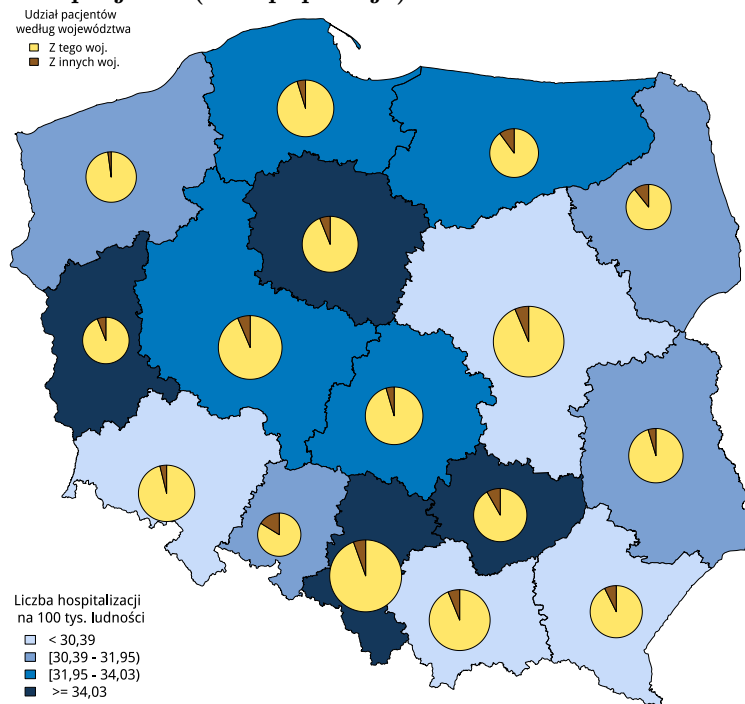 Udział pacjentów
według województwa
Z tego woj.
Z innych woj.
Liczba hospitalizacji
na 100 tys. ludności
< 30,39
[30,39 - 31,95)
[31,95 - 34,03)
>= 34,03